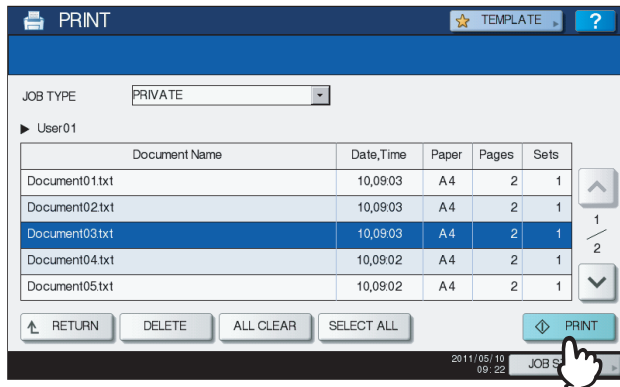 PRINT TEMPLATE ?
JOB TYPE PRIVATE
User01
Document Name Date,Time Paper Pages Sets
Document01.txt 10,09:03 A4 2 1
Document02.txt 10,09:03 A4 2 1
Document03.txt 10,09:03 A4 2 1
Document04.txt 10,09:02 A4 2 1
Document05.txt 10,09:02 A4 2 1
1
2
RETURN DELETE ALL CLEAR SELECT ALL PRINT
2011/05/10
09:22
JOB